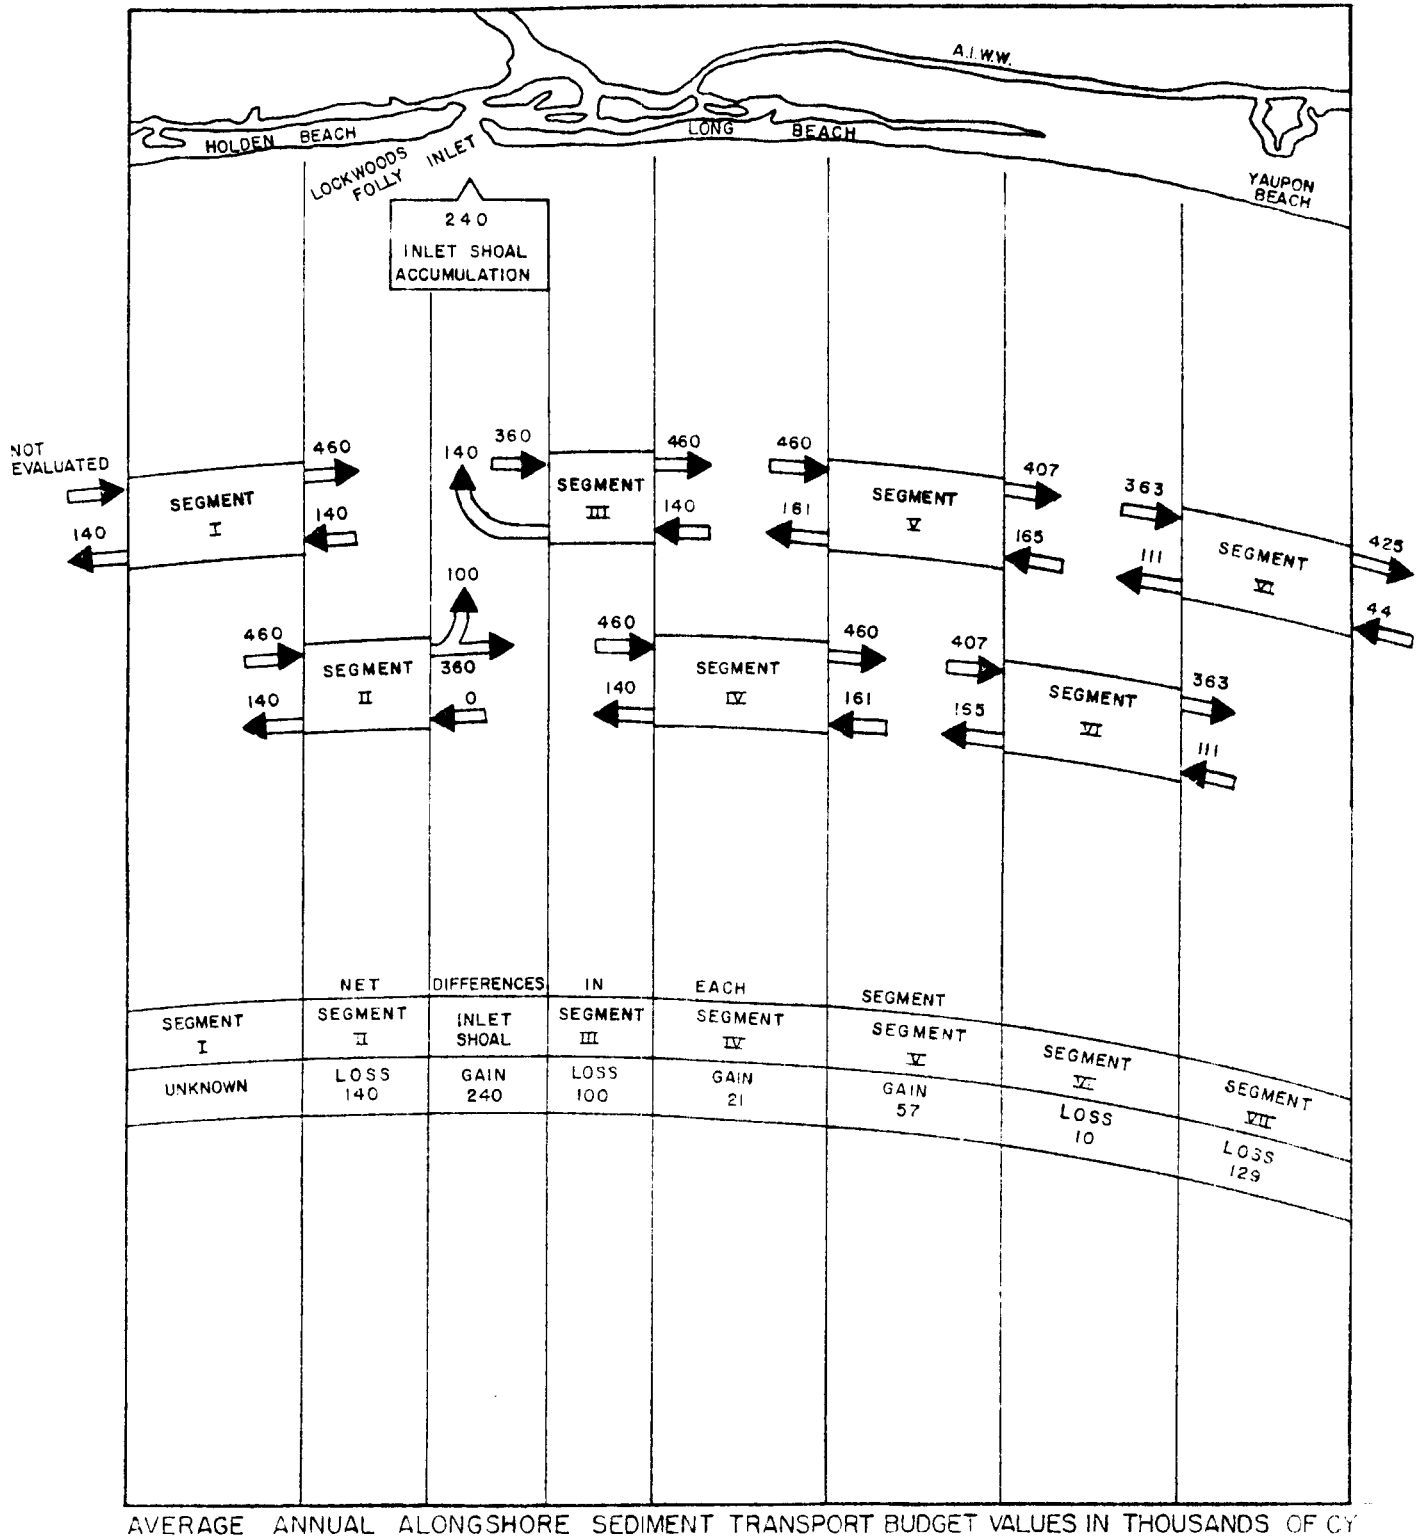 A.I.W.W.
HOLDEN BEACH
LONG BEACH
LOCKWOODS
FOLLY INLET
YAUPON
BEACH
240
INLET SHOAL
ACCUMULATION
NOT
EVALUATED
140
SEGMENT
I
460
140
140
360
SEGMENT
III
460
140
460
161
SEGMENT
V
407
165
363
111
SEGMENT
VI
425
44
460
140
SEGMENT
II
100
360
0
460
140
SEGMENT
IV
460
161
407
165
SEGMENT
VI
363
111
NET DIFFERENCES IN EACH SEGMENT
SEGMENT
I
UNKNOWN
SEGMENT
II
LOSS
140
INLET
SHOAL
GAIN
240
SEGMENT
III
LOSS
100
SEGMENT
IV
GAIN
21
SEGMENT
V
GAIN
57
SEGMENT
VI
LOSS
10
SEGMENT
VII
LOSS
129
AVERAGE ANNUAL ALONGSHORE SEDIMENT TRANSPORT BUDGET VALUES IN THOUSANDS OF CY